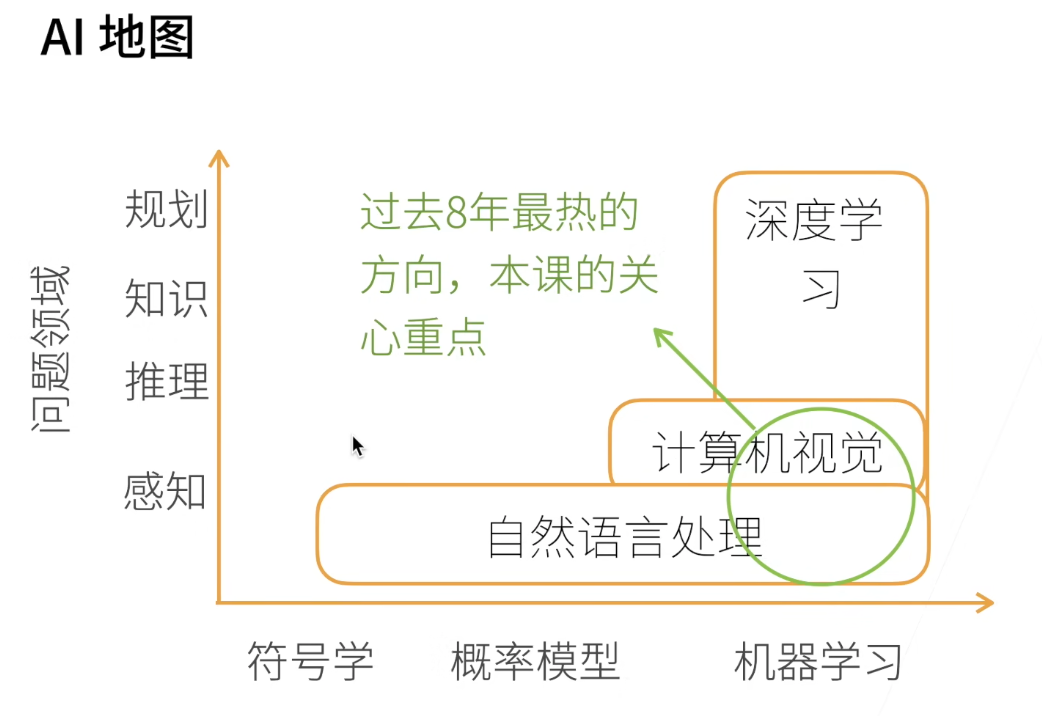 AI 地图
问题领域
规划
知识
推理
感知
过去8年最热的
方向，本课的关
心重点
深度学
习
计算机视觉
自然语言处理
符号学
概率模型
机器学习